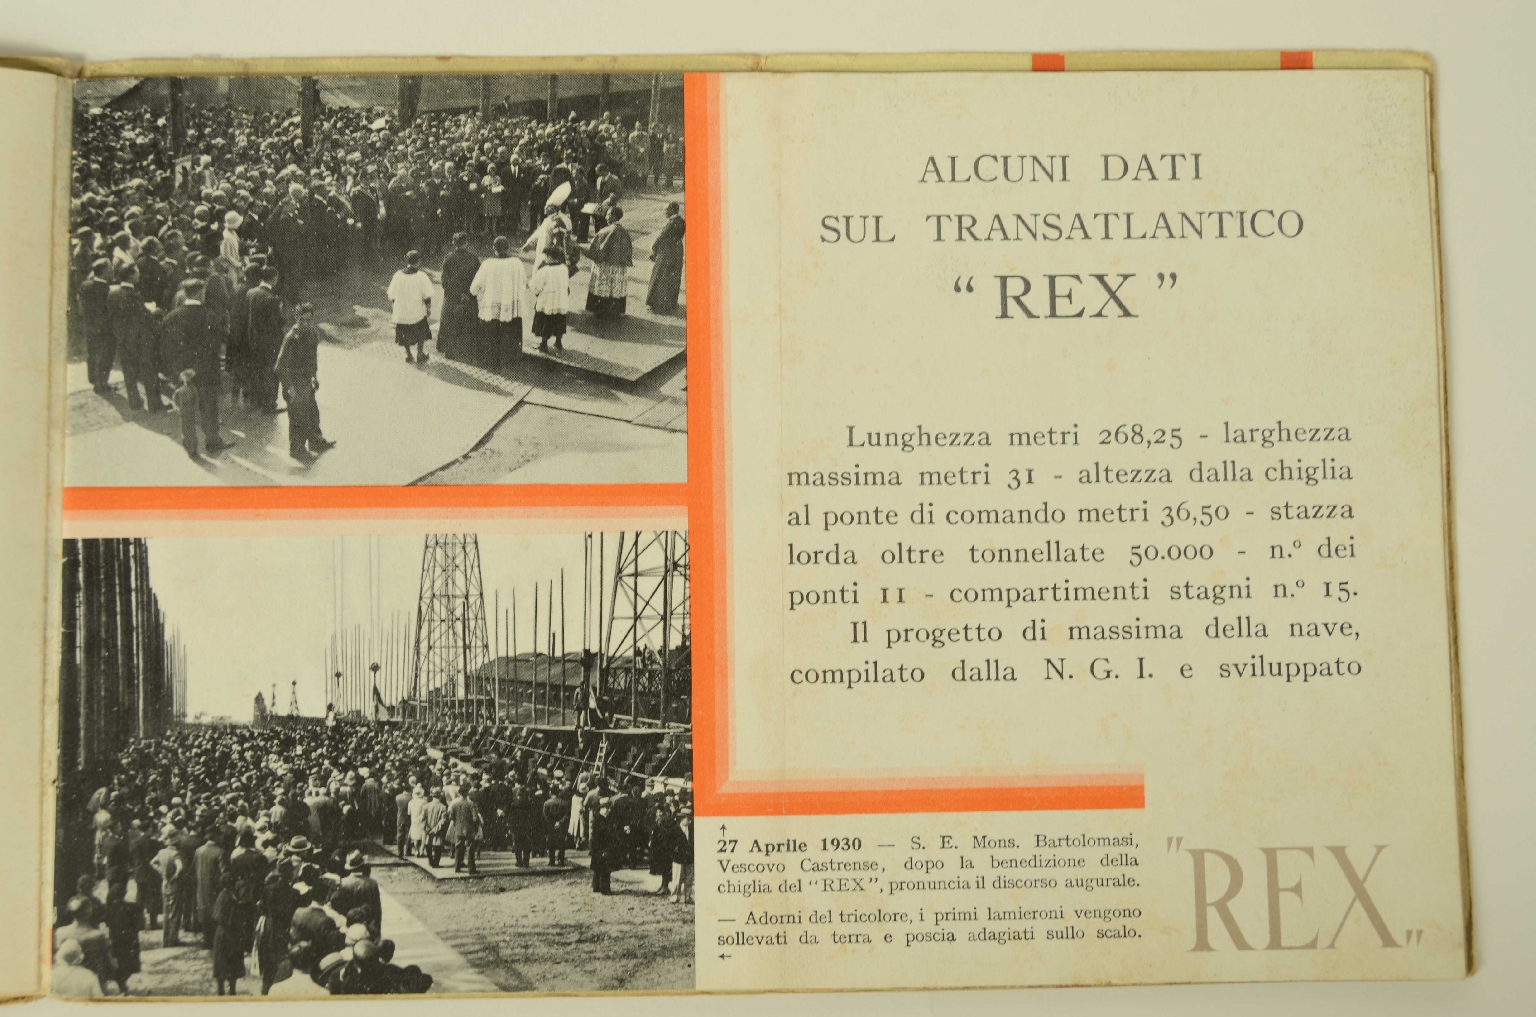 ALCUNI DATI
SUL TRANSATLANTICO
“ REX ”
Lunghezza metri 268,25 - larghezza
massima metri 31 - altezza dalla chiglia
al ponte di comando metri 36,50 - stazza
lorda oltre tonnellate 50.000 - n.º dei
ponti 11 - compartimenti stagni n.º 15.
Il progetto di massima della nave,
compilato dalla N. G. I. e sviluppato
27 Aprile 1930 — S. E. Mons. Bartolomasi,
Vescovo Castrense, dopo la benedizione della
chiglia del “REX”, pronuncia il discorso augurale.
— Adorni del tricolore, i primi lamieroni vengono
sollevati da terra e poscia adagiati sullo scalo.
"REX„